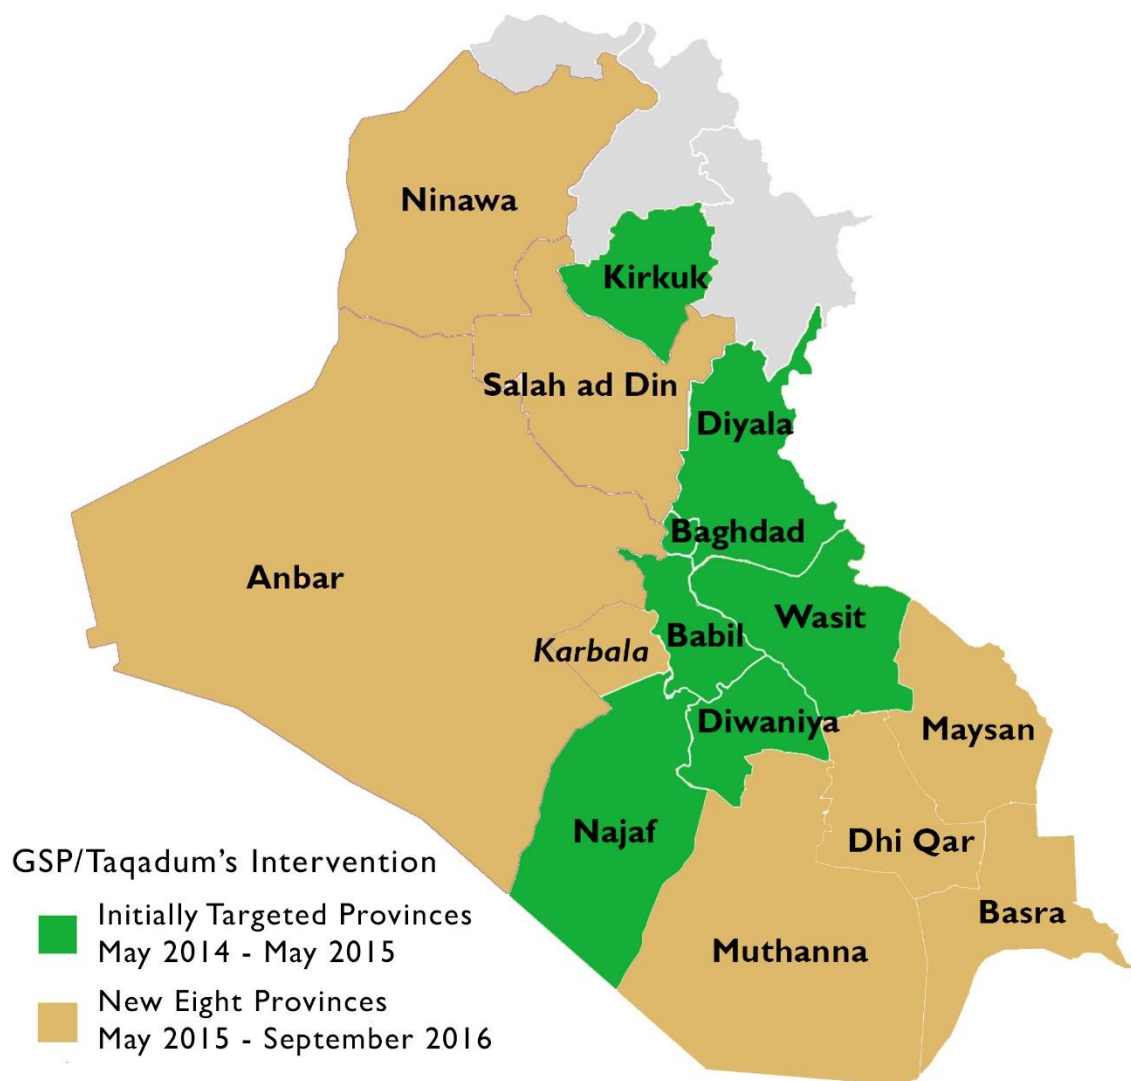 Ninawa
Kirkuk
Salah ad Din
Diyala
Baghdad
Anbar
Wasit
Babil
Karbala
Diwaniya
Maysan
Najaf
Dhi Qar
Basra
Muthanna
GSP/Taqadum's Intervention
Initially Targeted Provinces
May 2014 - May 2015
New Eight Provinces
May 2015 - September 2016